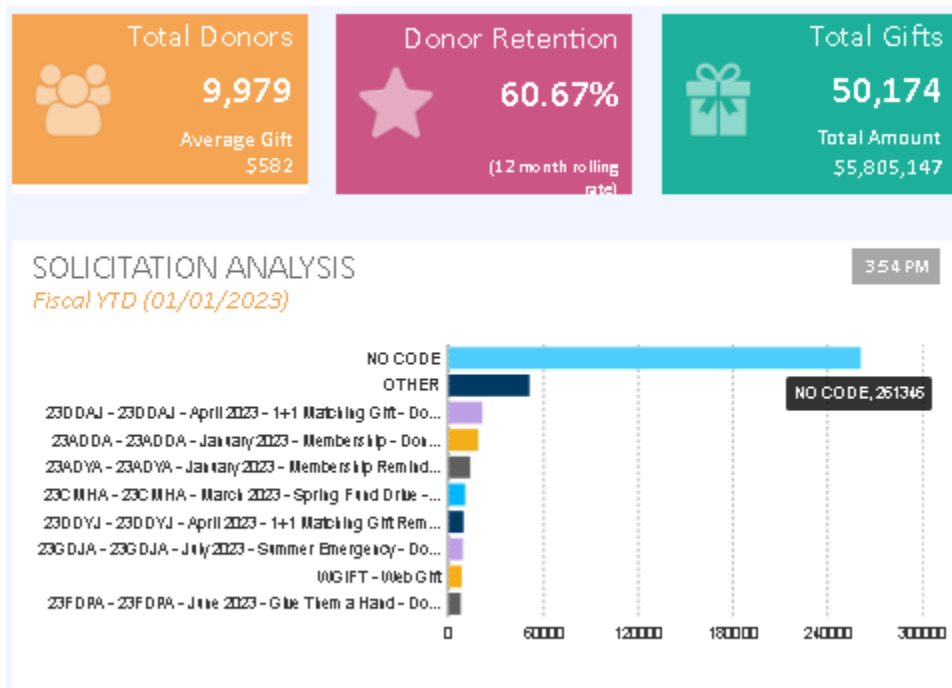 Total Donors
9,979
Average Gift
$582
Donor Retention
60.67%
(12 month rolling
rate)
Total Gifts
50,174
Total Amount
$5,805,147
SOLICITATION ANALYSIS
3:54 PM
Fiscal YTD (01/01/2023)
NO CODE
OTHER
NO CODE, 261346
23DDAJ - 23DDAJ - April 2023 - 1+1 Matching Gift - Do...
23ADDA - 23ADDA - January 2023 - Membership - Don...
23ADYA - 23ADYA - January 2023 - Membership Remind...
23CMHA - 23CMHA - March 2023 - Spring Fund Drive -...
23DDYJ - 23DDYJ - April 2023 - 1+1 Matching Gift Rem...
23GDJA - 23GDJA - July 2023 - Summer Emergency - Do...
WGIFT - Web Gift
23FDPA - 23FDPA - June 2023 - Give Them a Hand - Do...
0 60000 120000 180000 240000 300000